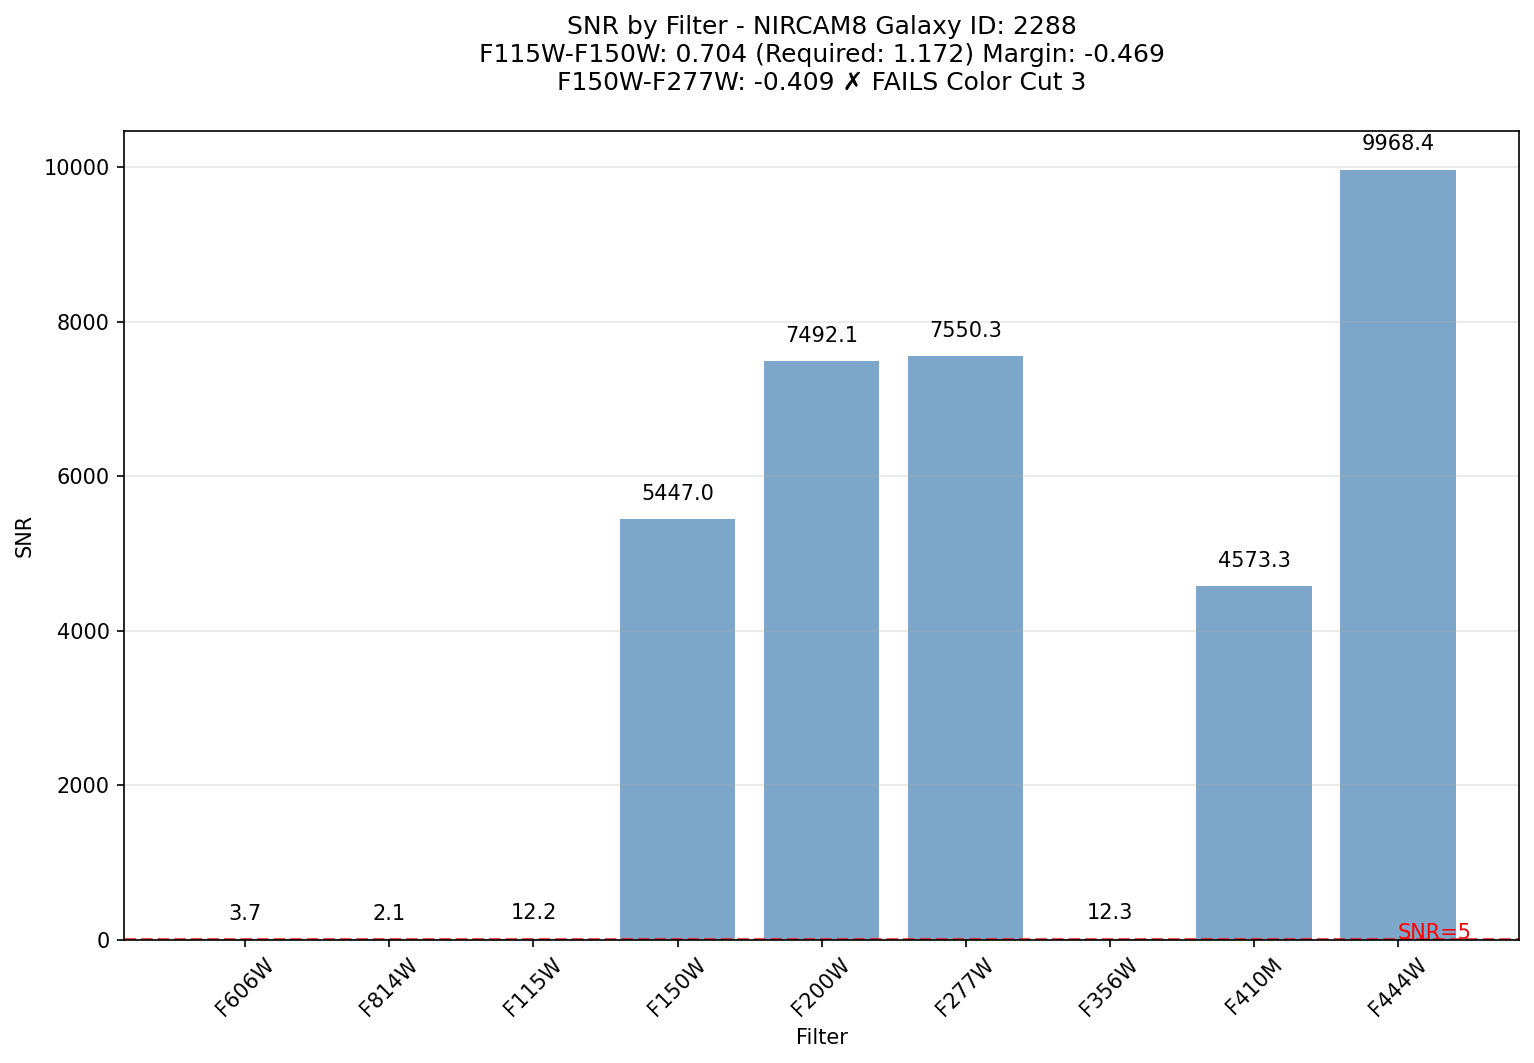 SNR by Filter - NIRCAM8 Galaxy ID: 2288
F115W-F150W: 0.704 (Required: 1.172) Margin: -0.469
F150W-F277W: -0.409 ✗ FAILS Color Cut 3
SNR
10000
8000
6000
4000
2000
0
3.7
2.1
12.2
5447.0
7492.1
7550.3
12.3
4573.3
9968.4
SNR=5
F606W
F814W
F115W
F150W
F200W
F277W
F356W
F410M
F444W
Filter